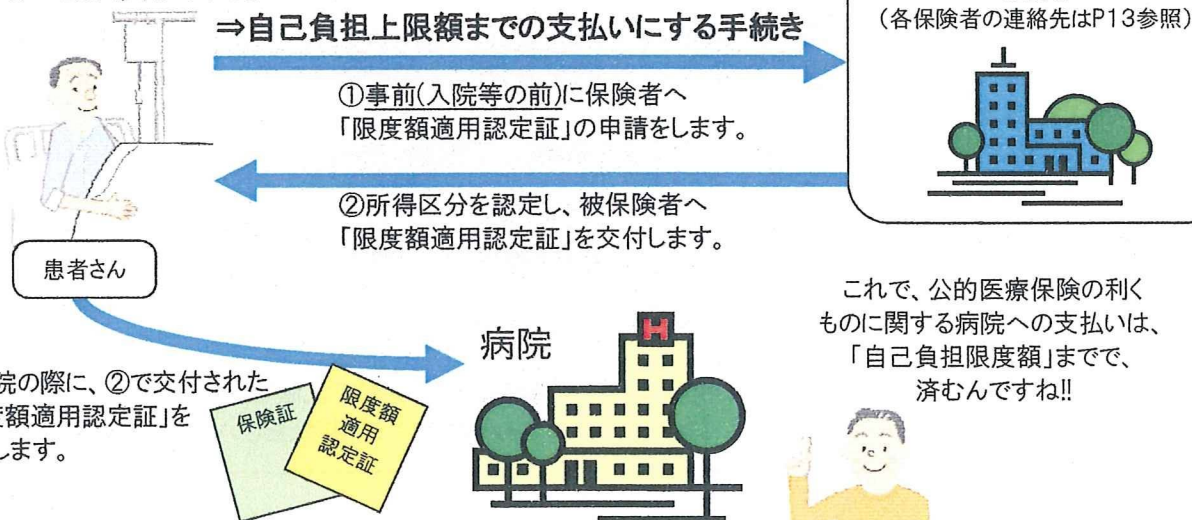 ⇒自己負担上限額までの支払いにする手続き
(各保険者の連絡先はP13参照)
①事前(入院等の前)に保険者へ
「限度額適用認定証」の申請をします。
②所得区分を認定し、被保険者へ
「限度額適用認定証」を交付します。
患者さん
これで、公的医療保険の利く
ものに関する病院への支払いは、
「自己負担限度額」までで、
済むんですね!!
病院
H
院の際に、②で交付された
額適用認定証」を
します。
保険証
限度額
適用
認定証